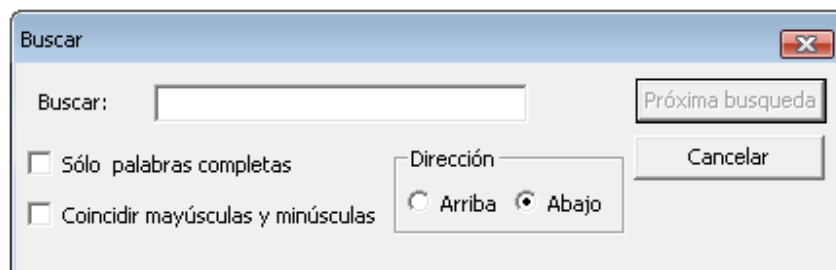 Buscar
Buscar:
Próxima busqueda
Sólo palabras completas
Dirección
Cancelar
Coincidir mayúsculas y minúsculas
Arriba
Abajo